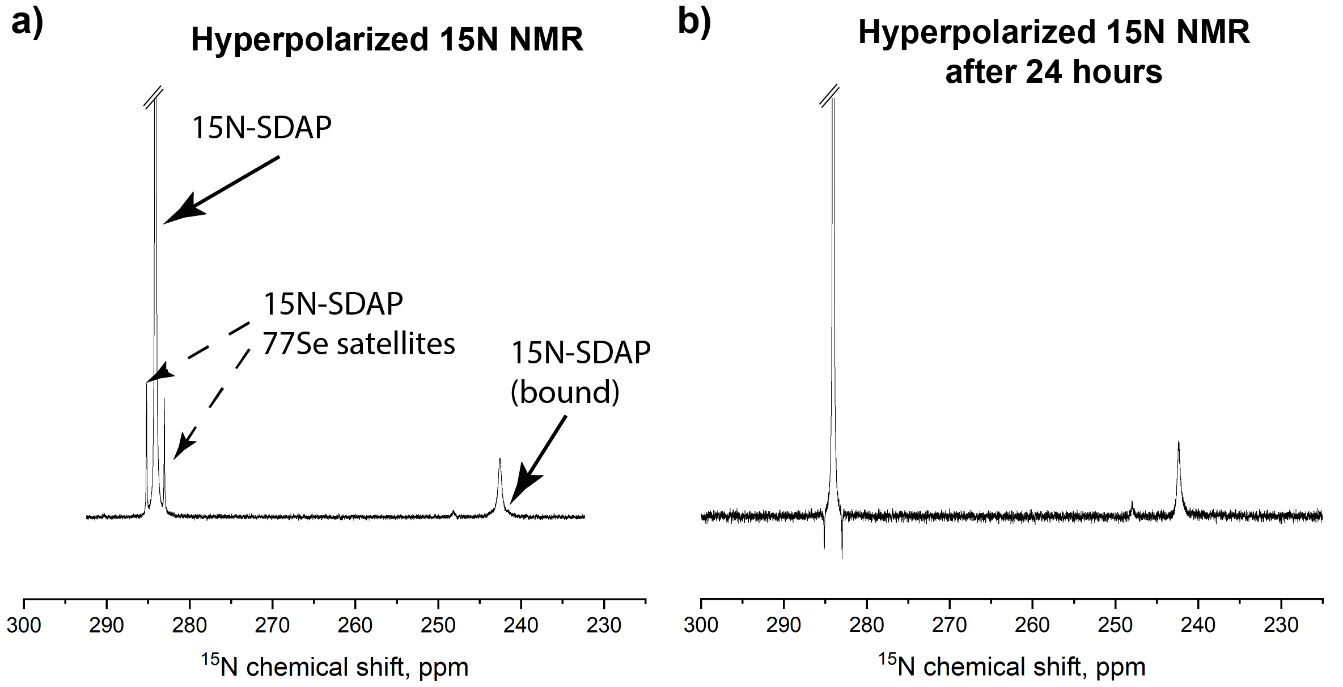 a)
Hyperpolarized 15N NMR
15N-SDAP
15N-SDAP
77Se satellites
15N-SDAP
(bound)
300 290 280 270 260 250 240 230
15N chemical shift, ppm
b)
Hyperpolarized 15N NMR
after 24 hours
300 290 280 270 260 250 240 230
15N chemical shift, ppm